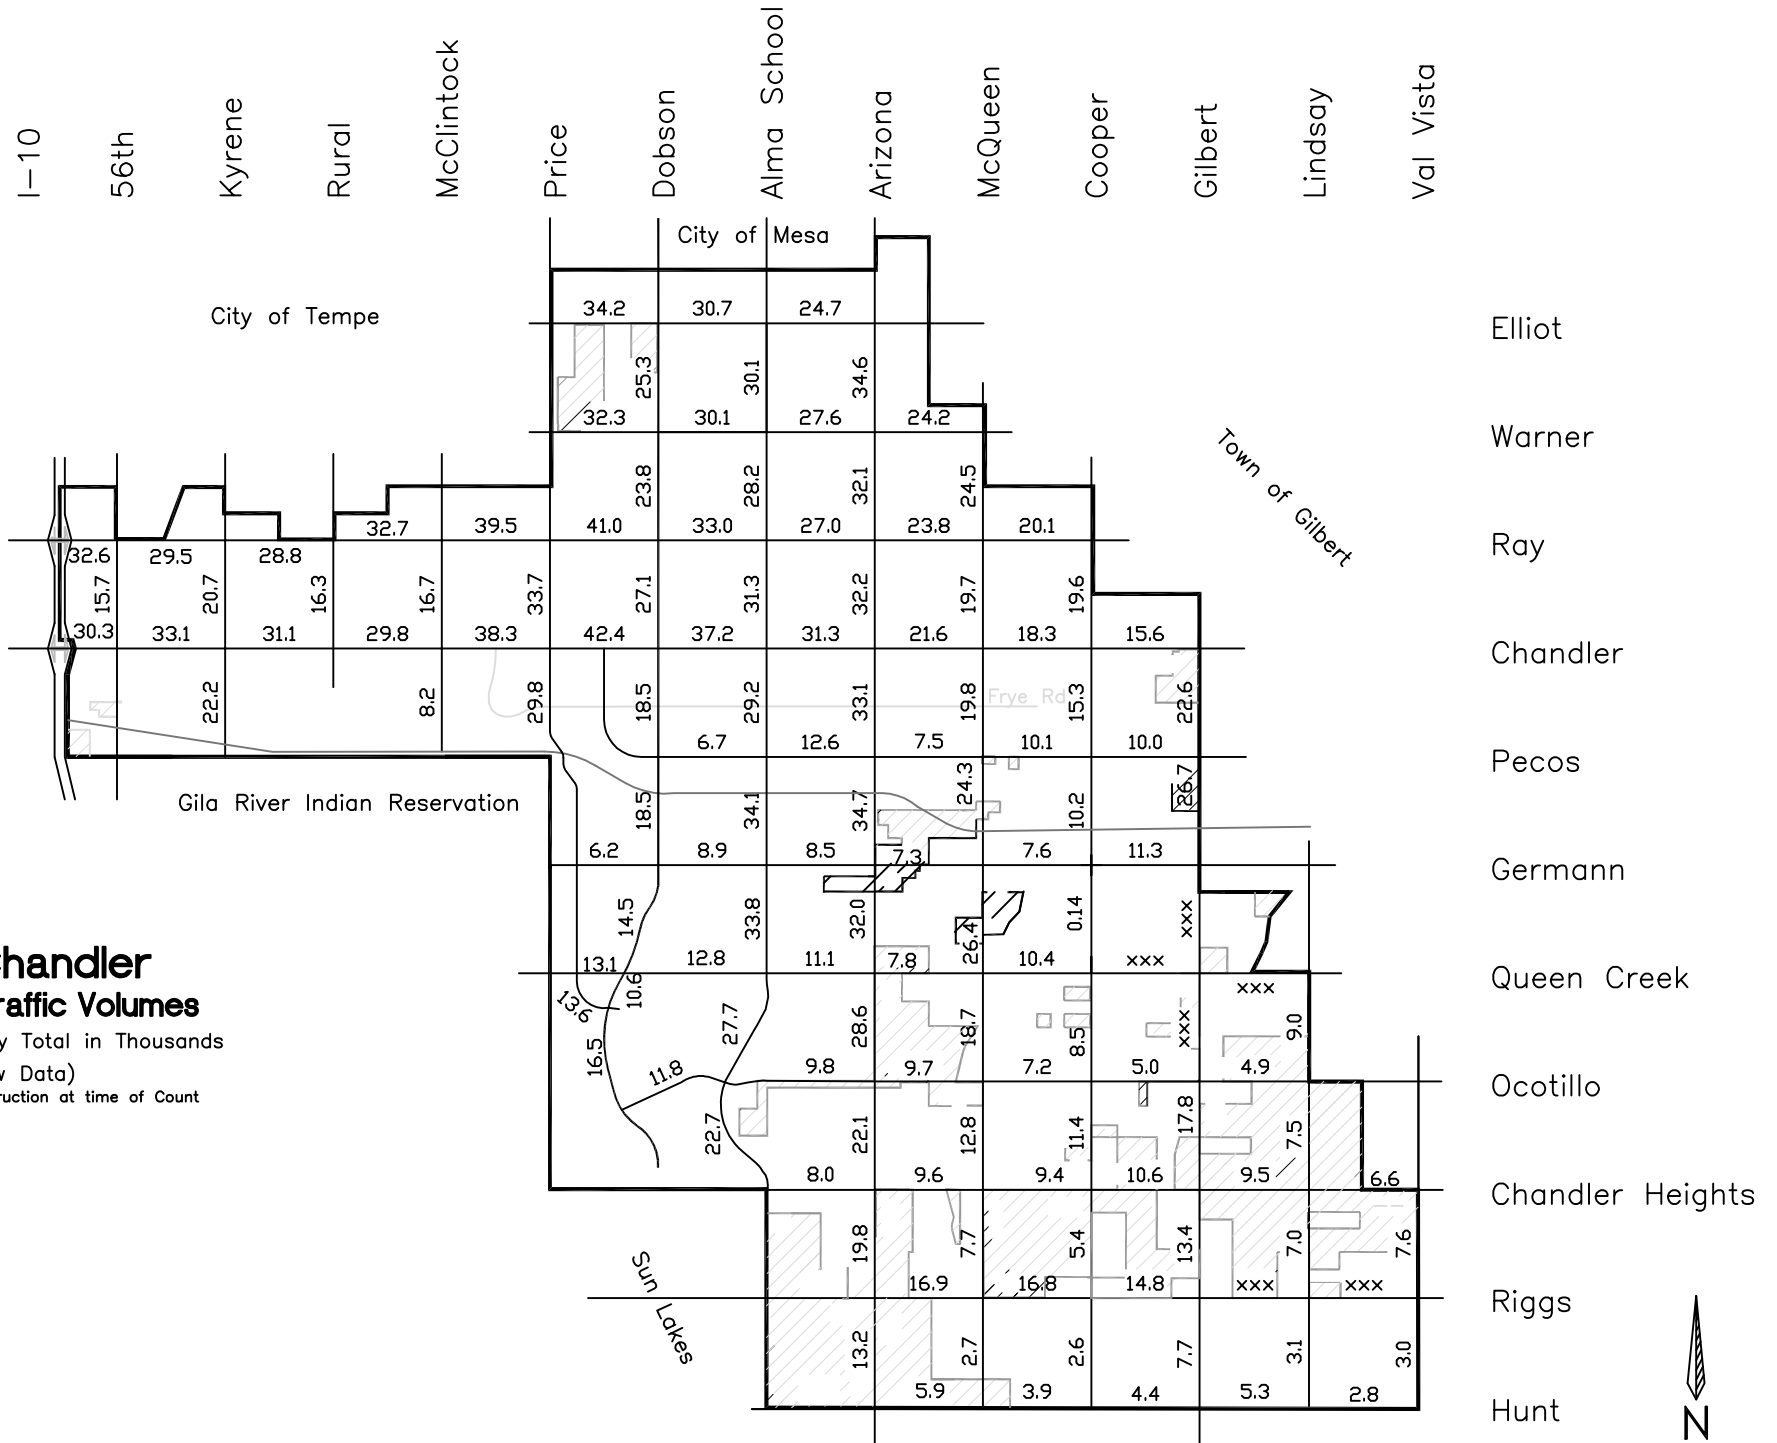 I-10
56th
Kyrene
Rural
McClintock
Price
Dobson
Alma School
Arizona
McQueen
Cooper
Gilbert
Lindsay
Val Vista
City of Mesa
City of Tempe
34.2 30.7 24.7
Elliot
25.3 30.1 34.6
32.3 30.1 27.6 24.2
Warner
Town of Gilbert
23.8 28.2 32.1 24.5
32.7 39.5 41.0 33.0 27.0 23.8 20.1
Ray
32.6 29.5 28.8
15.7 20.7 16.3 16.7 33.7 27.1 31.3 32.2 19.7 19.6
30.3 33.1 31.1 29.8 38.3 42.4 37.2 31.3 21.6 18.3 15.6
Chandler
22.2 8.2 29.8 18.5 29.2 33.1 19.8 15.3 22.6
Frye Rd
6.7 12.6 7.5 10.1 10.0
Pecos
Gila River Indian Reservation
18.5 34.1 34.7 24.3 10.2 26.7
6.2 8.9 8.5 7.3 7.6 11.3
Germann
14.5 33.8 32.0 26.4 0.14 xxx
13.1 12.8 11.1 7.8 10.4 xxx
Queen Creek
xxx
13.6 10.6
16.5 27.7 28.6 18.7 8.5 xxx 9.0
11.8 9.8 9.7 7.2 5.0 4.9
Ocotillo
22.7 22.1 12.8 11.4 17.8 7.5
8.0 9.6 9.4 10.6 9.5 6.6
Chandler Heights
19.8 7.7 5.4 13.4 7.0 7.6
Sun Lakes
16.9 16.8 14.8 xxx xxx
Riggs
13.2 2.7 2.6 7.7 3.1 3.0
5.9 3.9 4.4 5.3 2.8
Hunt
N
handler
raffic Volumes
y Total in Thousands
w Data)
ruction at time of Count